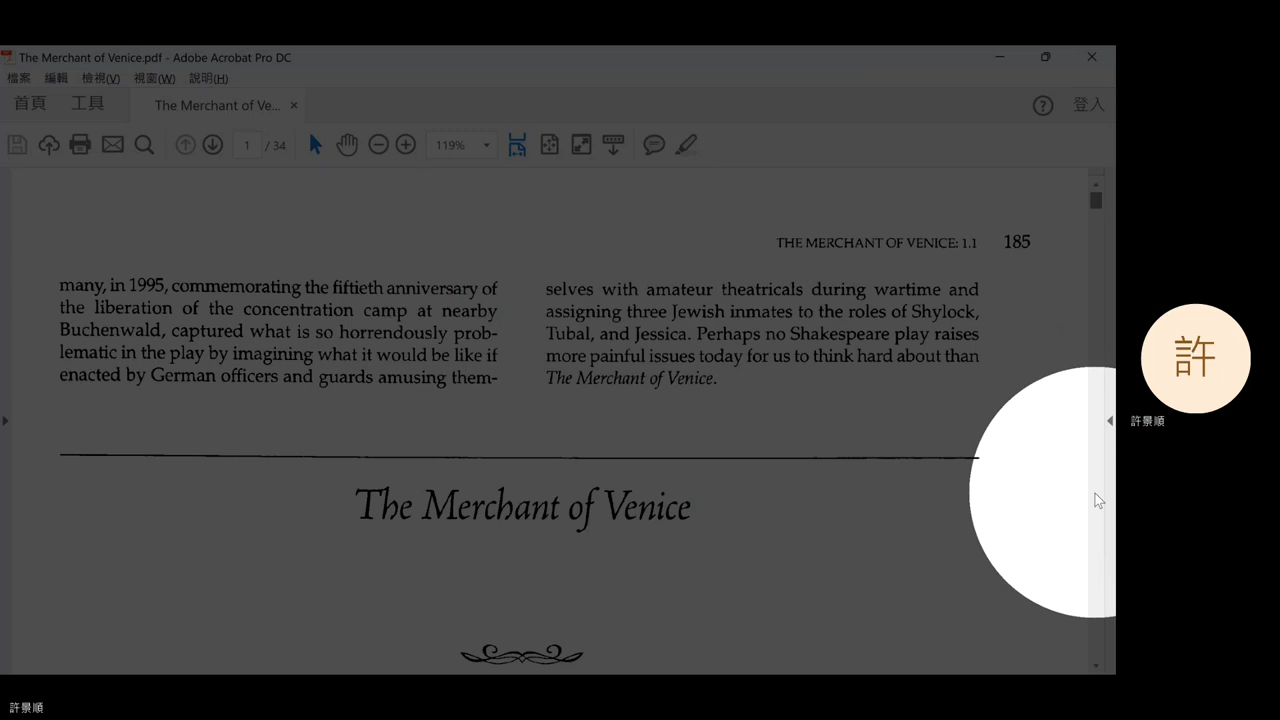 The Merchant of Venice.pdf - Adobe Acrobat Pro DC
檔案 編輯 檢視(V) 視窗(W) 說明(H)
首頁 工具 The Merchant of Ve... × ? 登入
1 / 34 119%
THE MERCHANT OF VENICE: 1.1 185
many, in 1995, commemorating the fiftieth anniversary of
the liberation of the concentration camp at nearby
Buchenwald, captured what is so horrendously prob-
lematic in the play by imagining what it would be like if
enacted by German officers and guards amusing them-
selves with amateur theatricals during wartime and
assigning three Jewish inmates to the roles of Shylock,
Tubal, and Jessica. Perhaps no Shakespeare play raises
more painful issues today for us to think hard about than
The Merchant of Venice.
The Merchant of Venice
許
許景順
許景順